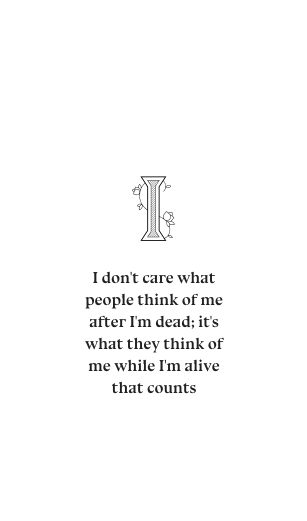 I
I don't care what
people think of me
after I'm dead; it's
what they think of
me while I'm alive
that counts